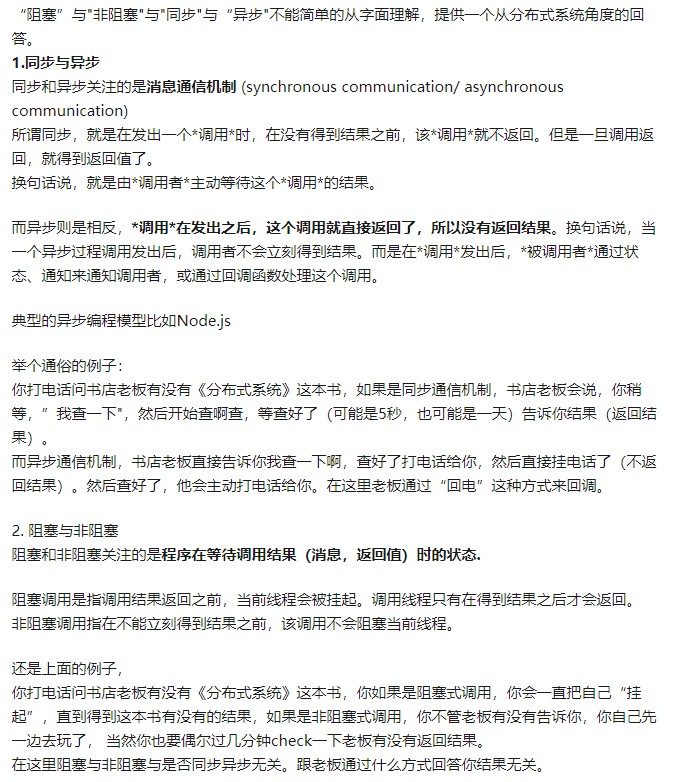 “阻塞”与"非阻塞"与"同步"与“异步"不能简单的从字面理解，提供一个从分布式系统角度的回
答。
1.同步与异步
同步和异步关注的是消息通信机制 (synchronous communication/ asynchronous
communication)
所谓同步，就是在发出一个*调用*时，在没有得到结果之前，该*调用*就不返回。但是一旦调用返
回，就得到返回值了。
换句话说，就是由*调用者*主动等待这个*调用*的结果。
而异步则是相反，*调用*在发出之后，这个调用就直接返回了，所以没有返回结果。换句话说，当
一个异步过程调用发出后，调用者不会立刻得到结果。而是在*调用*发出后，*被调用者*通过状
态、通知来通知调用者，或通过回调函数处理这个调用。
典型的异步编程模型比如Node.js
举个通俗的例子：
你打电话问书店老板有没有《分布式系统》这本书，如果是同步通信机制，书店老板会说，你稍
等，”我查一下"，然后开始查啊查，等查好了（可能是5秒，也可能是一天）告诉你结果（返回结
果）。
而异步通信机制，书店老板直接告诉你我查一下啊，查好了打电话给你，然后直接挂电话了（不返
回结果）。然后查好了，他会主动打电话给你。在这里老板通过“回电”这种方式来回调。
2. 阻塞与非阻塞
阻塞和非阻塞关注的是程序在等待调用结果（消息，返回值）时的状态.
阻塞调用是指调用结果返回之前，当前线程会被挂起。调用线程只有在得到结果之后才会返回。
非阻塞调用指在不能立刻得到结果之前，该调用不会阻塞当前线程。
还是上面的例子，
你打电话问书店老板有没有《分布式系统》这本书，你如果是阻塞式调用，你会一直把自己“挂
起”，直到得到这本书有没有的结果，如果是非阻塞式调用，你不管老板有没有告诉你，你自己先
一边去玩了， 当然你也要偶尔过几分钟check一下老板有没有返回结果。
在这里阻塞与非阻塞与是否同步异步无关。跟老板通过什么方式回答你结果无关。